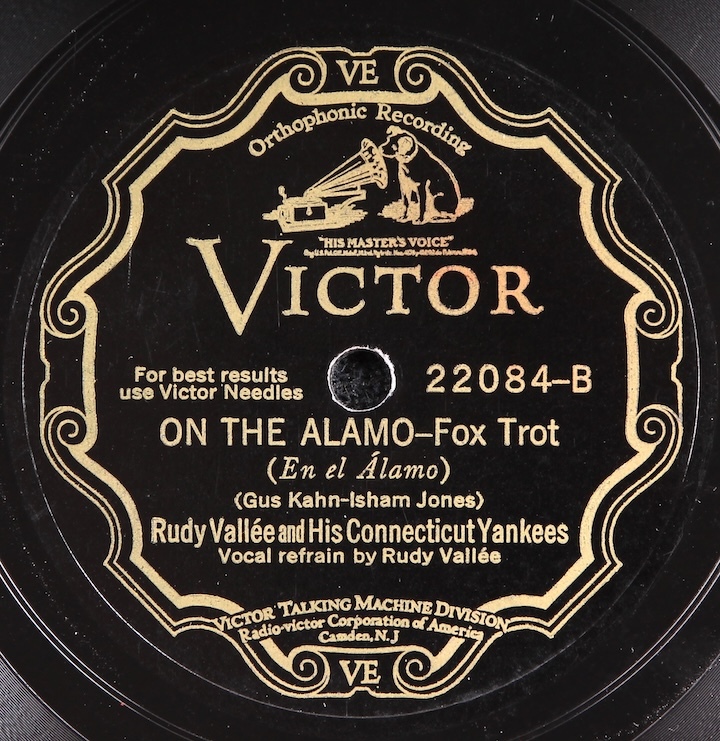 VE
Orthophonic Recording
"HIS MASTER'S VOICE"
VICTOR
For best results
use Victor Needles
22084-B
ON THE ALAMO-Fox Trot
(En el Álamo)
(Gus Kahn-Isham Jones)
Rudy Vallée and His Connecticut Yankees
Vocal refrain by Rudy Vallée
VICTOR TALKING MACHINE DIVISION
Radio-Victor Corporation of America
Camden, N. J
VE